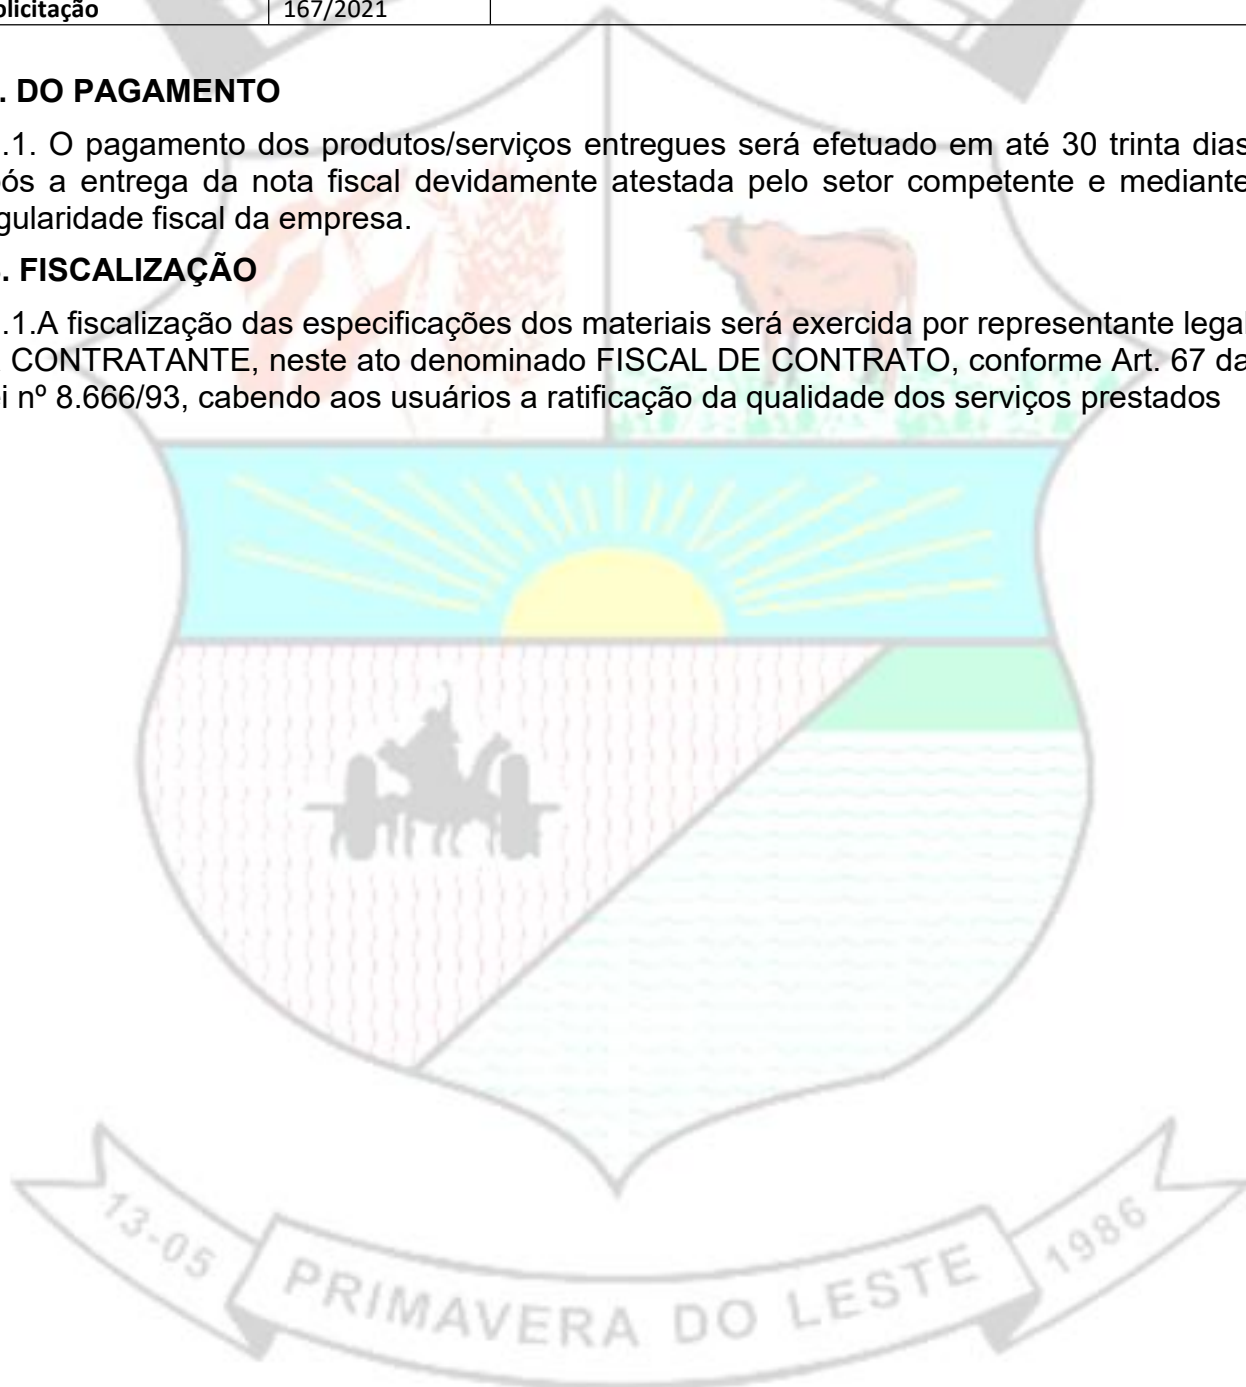 olicitação 167/2021
. DO PAGAMENTO
.1. O pagamento dos produtos/serviços entregues será efetuado em até 30 trinta dias
ós a entrega da nota fiscal devidamente atestada pelo setor competente e mediante
gularidade fiscal da empresa.
. FISCALIZAÇÃO
.1.A fiscalização das especificações dos materiais será exercida por representante legal
CONTRATANTE, neste ato denominado FISCAL DE CONTRATO, conforme Art. 67 da
ei nº 8.666/93, cabendo aos usuários a ratificação da qualidade dos serviços prestados
13-05 PRIMAVERA DO LESTE 1986